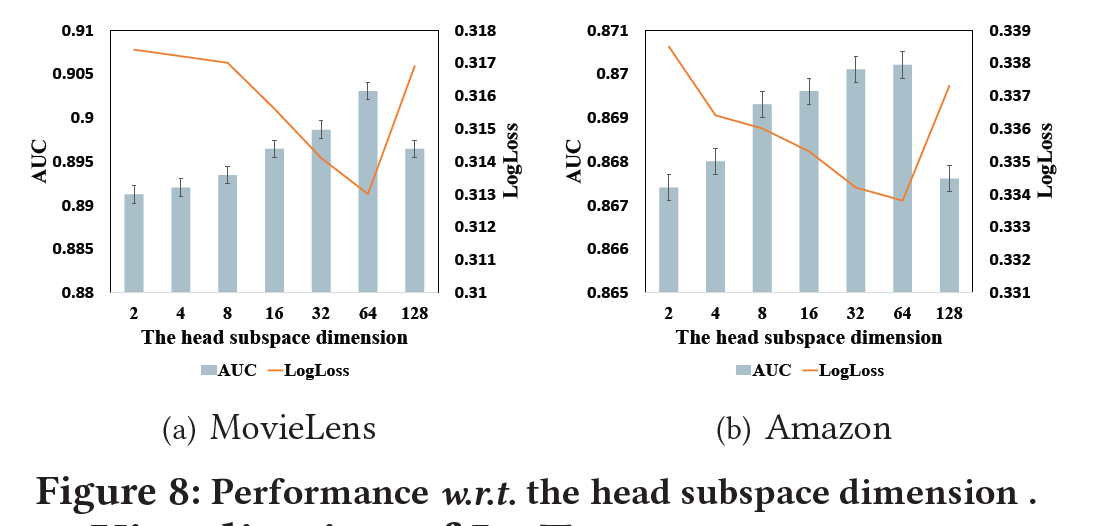 0.91
0.905
0.9
0.895
0.89
0.885
0.88
AUC
0.318
0.317
0.316
0.315
0.314
0.313
0.312
0.311
0.31
LogLoss
2 4 8 16 32 64 128
The head subspace dimension
AUC LogLoss
(a) MovieLens
0.871
0.87
0.869
0.868
0.867
0.866
0.865
AUC
0.339
0.338
0.337
0.336
0.335
0.334
0.333
0.332
0.331
LogLoss
2 4 8 16 32 64 128
The head subspace dimension
AUC LogLoss
(b) Amazon
Figure 8: Performance w.r.t. the head subspace dimension .